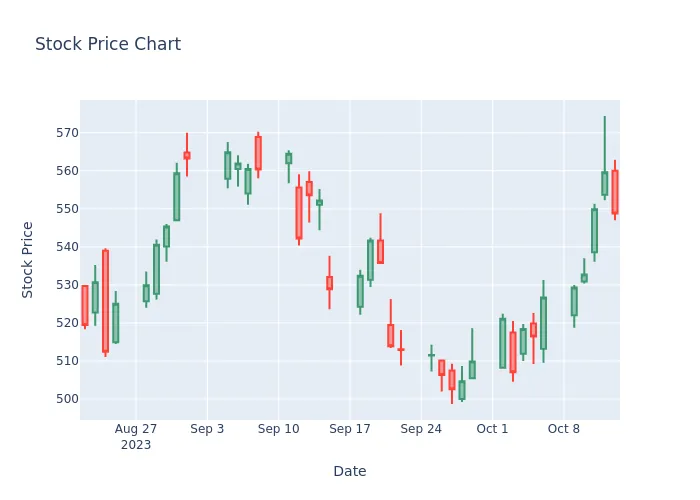 Stock Price Chart
Stock Price
570
560
550
540
530
520
510
500
Aug 27
2023
Sep 3
Sep 10
Sep 17
Sep 24
Oct 1
Oct 8
Date